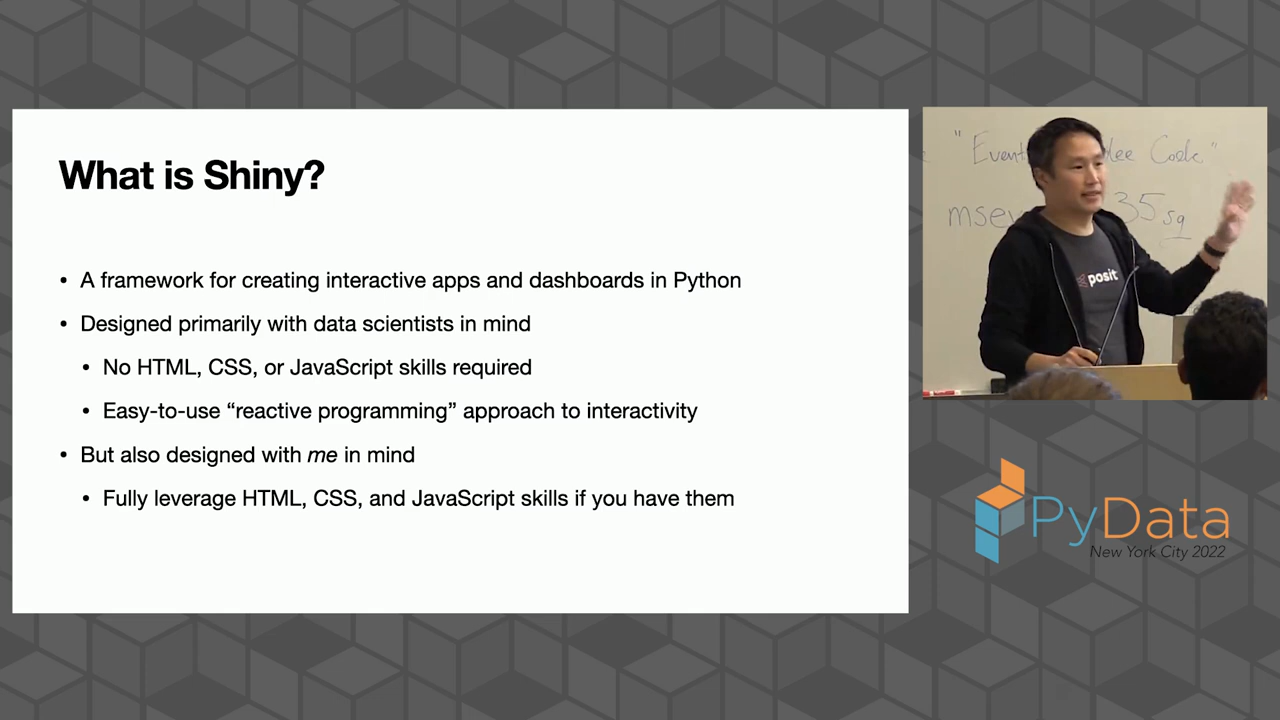 What is Shiny?
• A framework for creating interactive apps and dashboards in Python
• Designed primarily with data scientists in mind
• No HTML, CSS, or JavaScript skills required
• Easy-to-use “reactive programming” approach to interactivity
• But also designed with me in mind
• Fully leverage HTML, CSS, and JavaScript skills if you have them
Code"
35 sq
posit
PyData
New York City 2022